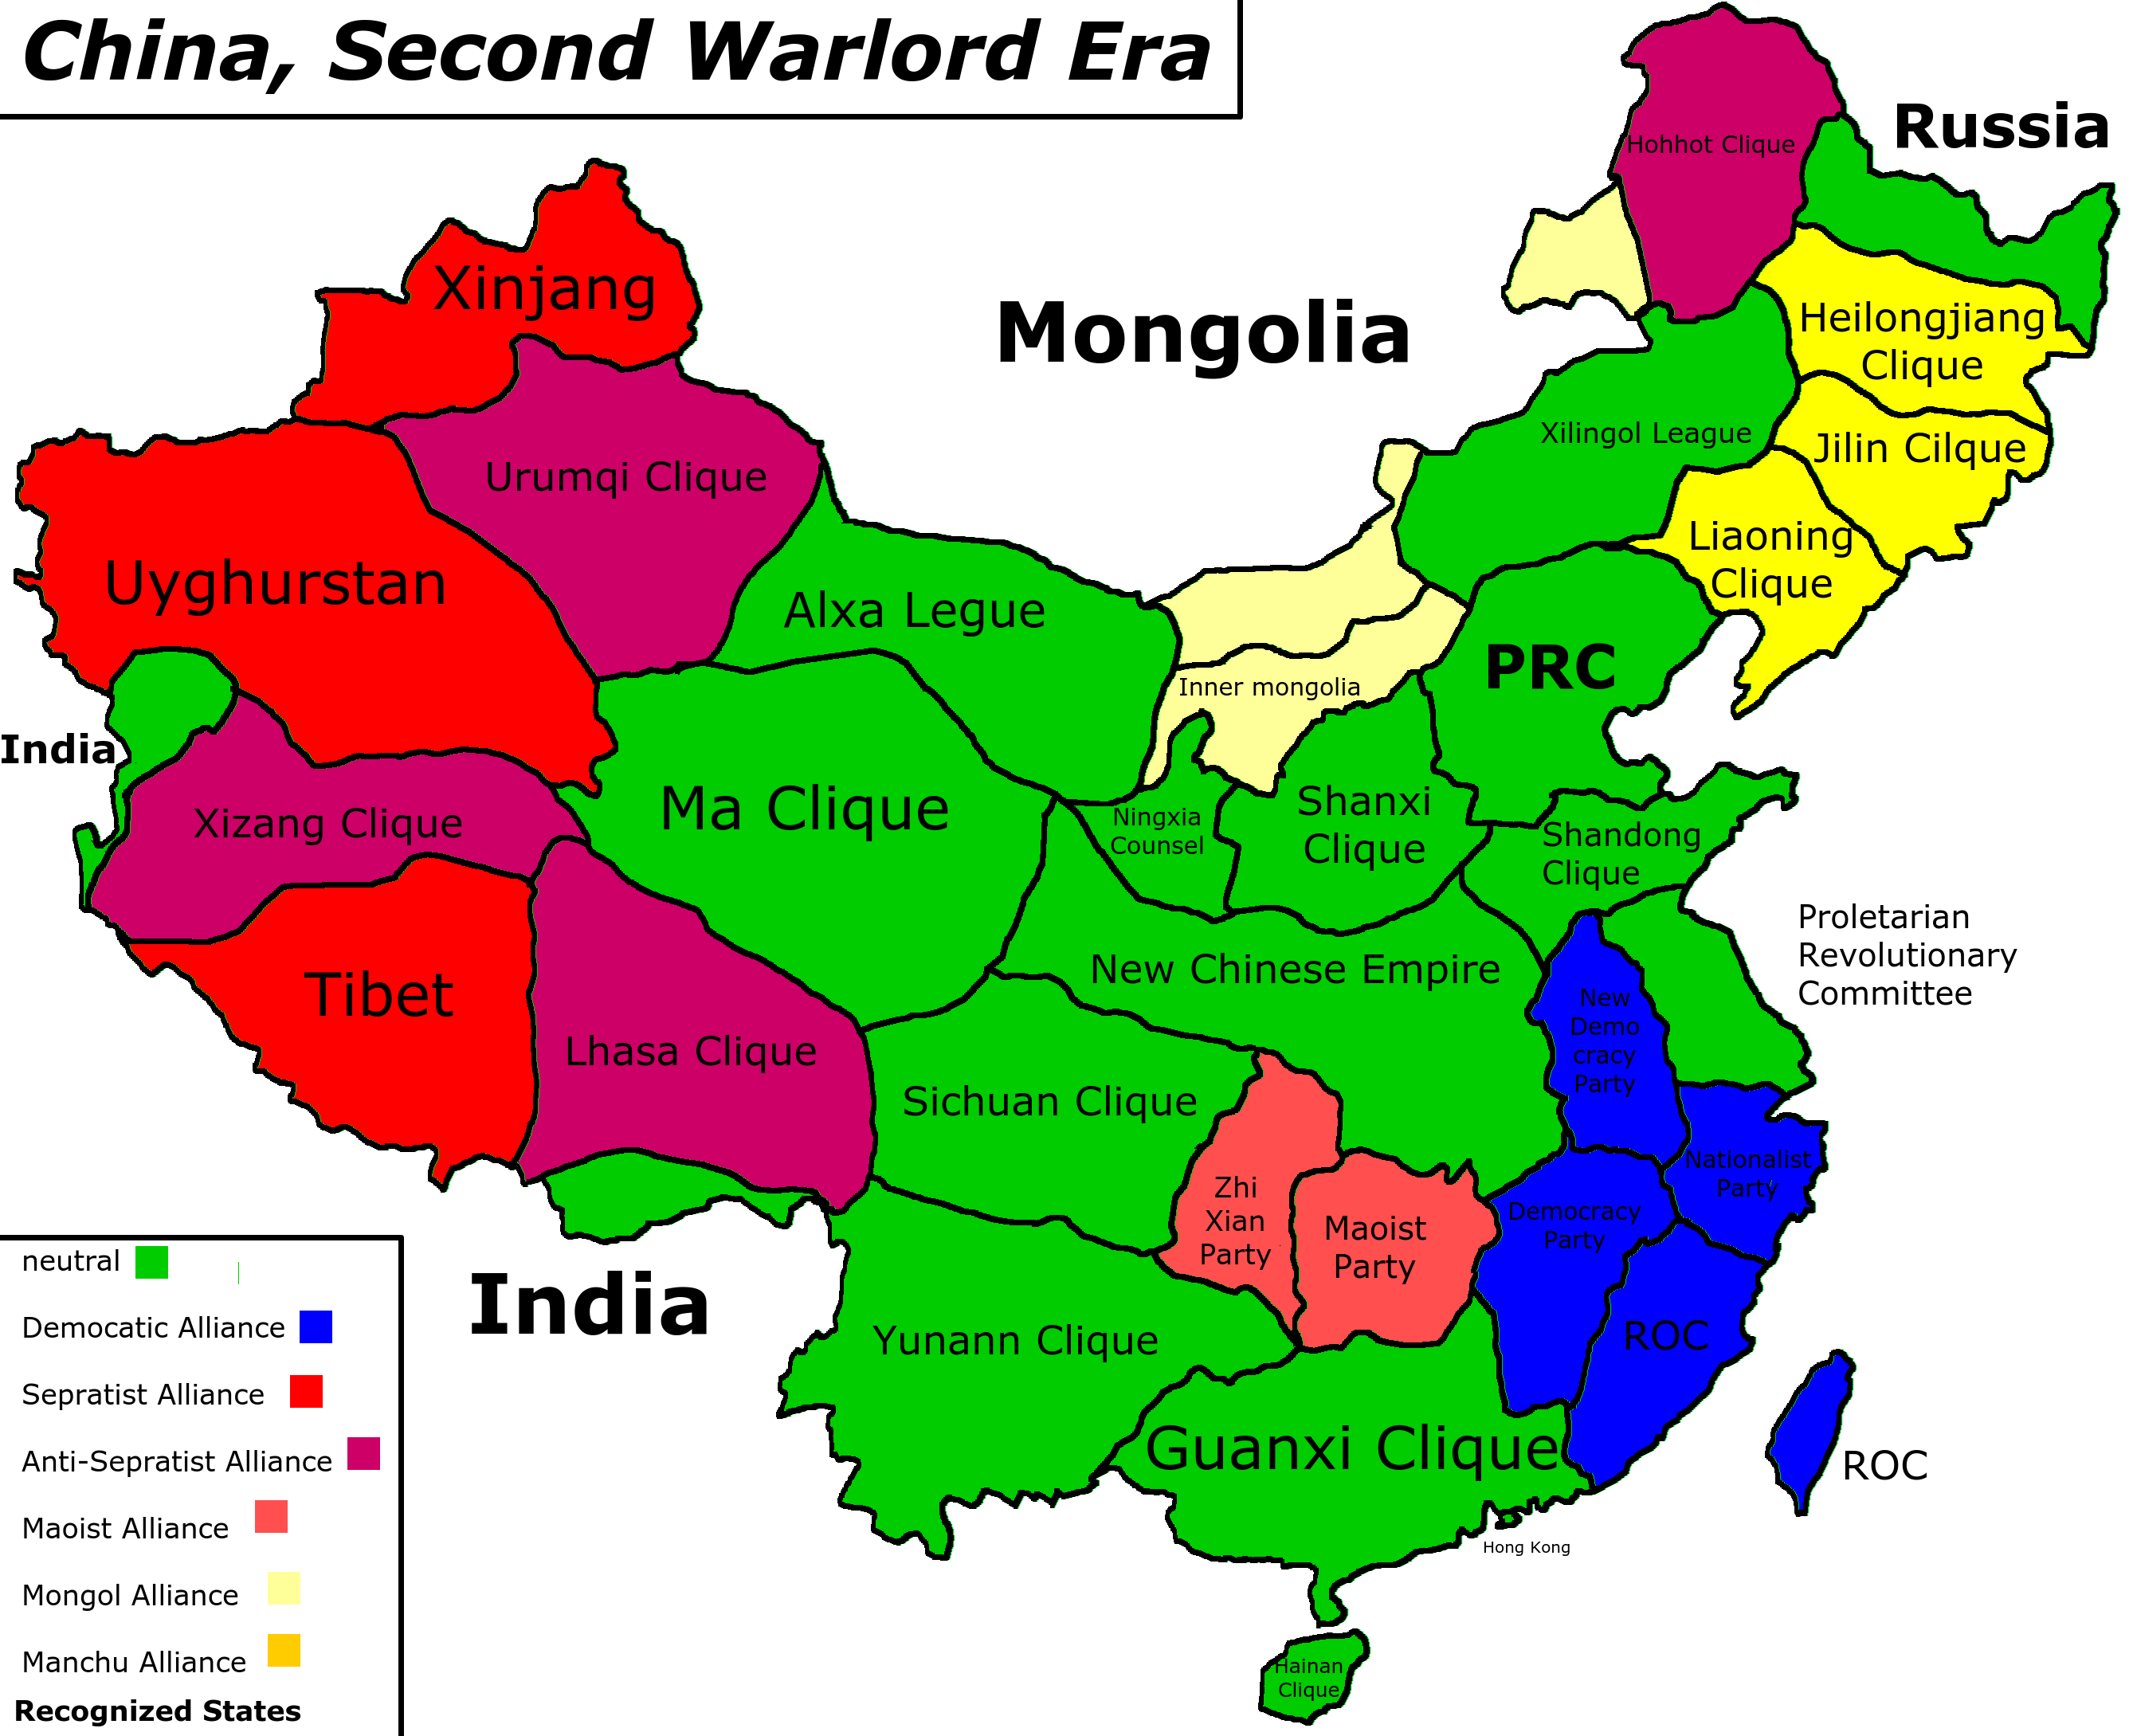 China, Second Warlord Era
Russia
Hohhot Clique
Xinjang
Mongolia
Heilongjiang
Clique
Xilingol League
Jilin Cilque
Urumqi Clique
Liaoning
Clique
Uyghurstan
Alxa Legue
PRC
Inner mongolia
India
Ma Clique
Xizang Clique
Ningxia
Counsel
Shanxi
Clique
Shandong
Clique
Proletarian
Revolutionary
Committee
New Chinese Empire
Tibet
New
Demo
cracy
Party
Lhasa Clique
Sichuan Clique
Nationalist
Party
Zhi
Xian
Party
Maoist
Party
Democracy
Party
India
Yunann Clique
ROC
Guanxi Clique
ROC
Hong Kong
Hainan
Clique
neutral
Democatic Alliance
Sepratist Alliance
Anti-Sepratist Alliance
Maoist Alliance
Mongol Alliance
Manchu Alliance
Recognized States